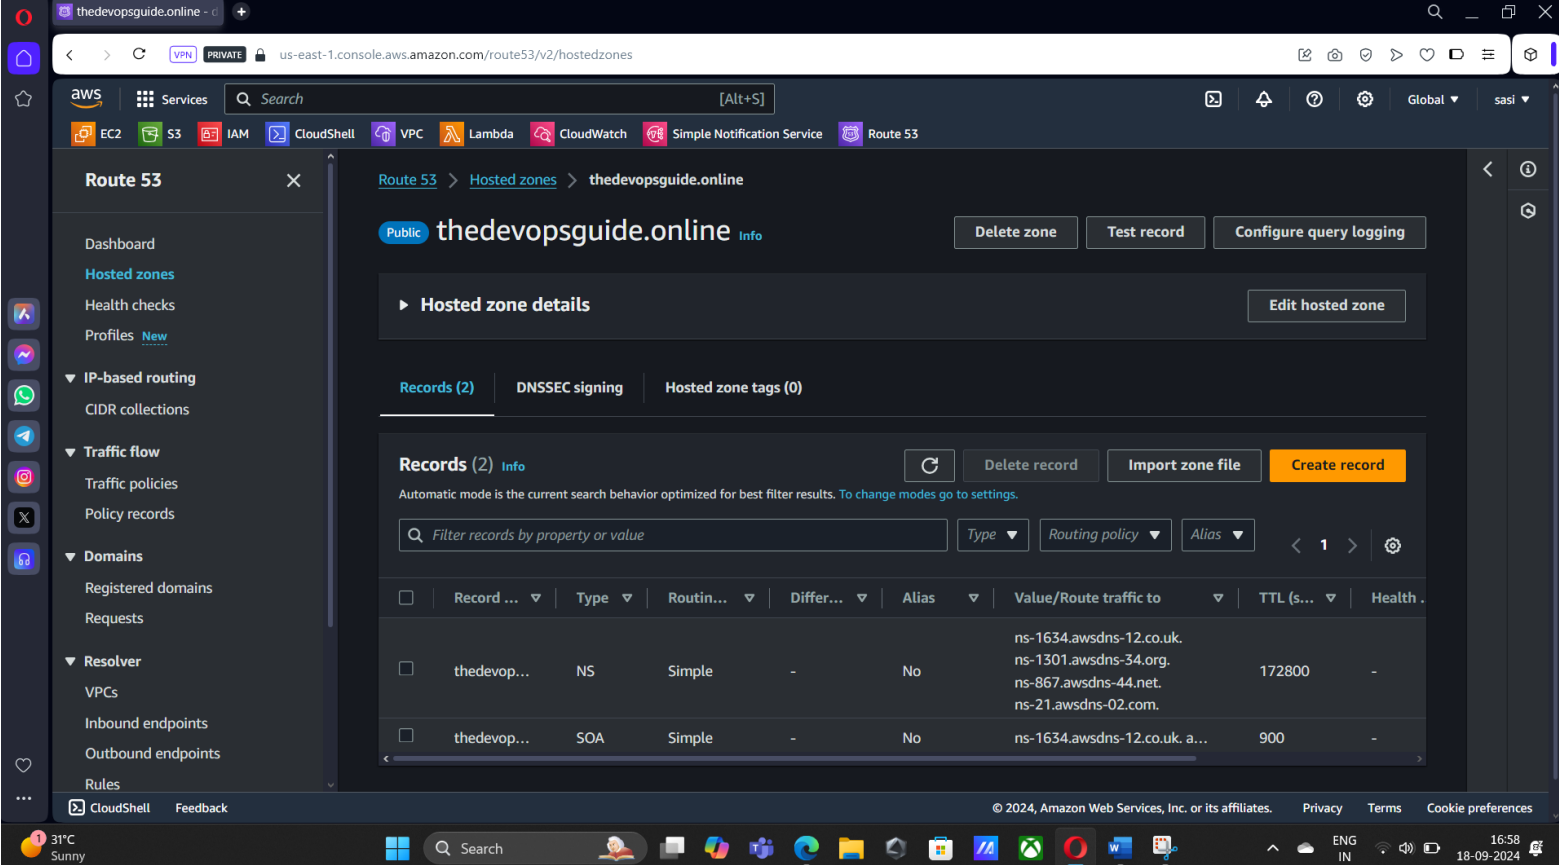 thedevopsguide.online - d
VPN PRIVATE us-east-1.console.aws.amazon.com/route53/v2/hostedzones
aws Services Search [Alt+S] Global sasi
EC2 S3 IAM CloudShell VPC Lambda CloudWatch Simple Notification Service Route 53
Route 53
Dashboard
Hosted zones
Health checks
Profiles New
IP-based routing
CIDR collections
Traffic flow
Traffic policies
Policy records
Domains
Registered domains
Requests
Resolver
VPCs
Inbound endpoints
Outbound endpoints
Rules
Route 53 Hosted zones thedevopsguide.online
Public thedevopsguide.online Info Delete zone Test record Configure query logging
Hosted zone details Edit hosted zone
Records (2) DNSSEC signing Hosted zone tags (0)
Records (2) Info Delete record Import zone file Create record
Automatic mode is the current search behavior optimized for best filter results. To change modes go to settings.
Filter records by property or value Type Routing policy Alias 1
Record ... Type Routin... Differ... Alias Value/Route traffic to TTL (s... Health .
ns-1634.awsdns-12.co.uk.
ns-1301.awsdns-34.org.
thedevop... NS Simple - No 172800 -
ns-867.awsdns-44.net.
ns-21.awsdns-02.com.
thedevop... SOA Simple - No ns-1634.awsdns-12.co.uk. a... 900 -
CloudShell Feedback © 2024, Amazon Web Services, Inc. or its affiliates. Privacy Terms Cookie preferences
1 31°C
Sunny
Search
ENG
IN
16:58
18-09-2024